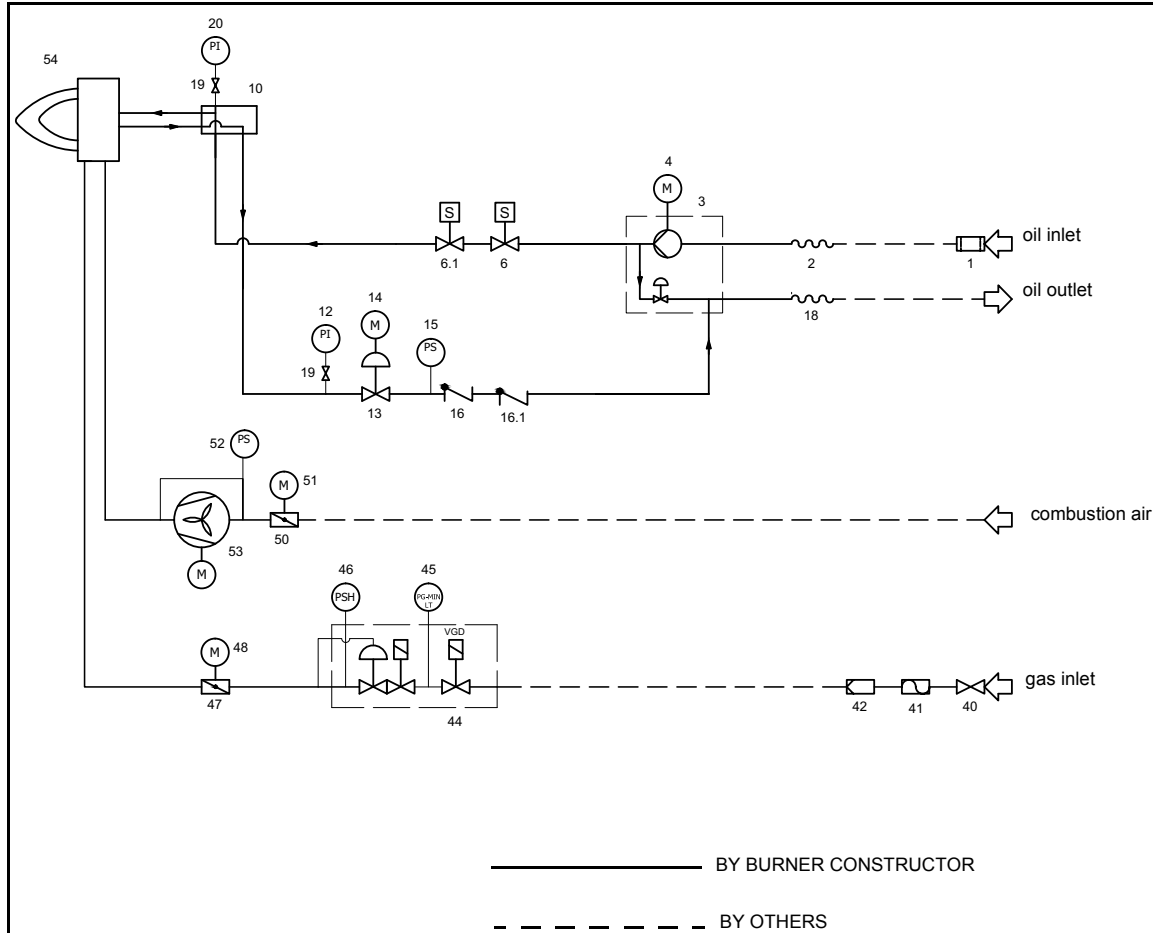 20
PI
54
19
10
4
M
3
S
S
oil inlet
6.1
6
2
1
oil outlet
14
18
12
M
15
PI
PS
19
13
16
16.1
52
PS
M
51
combustion air
50
53
M
46
45
PSH
PG-MIN
LT
VGD
M
48
gas inlet
47
44
42
41
40
BY BURNER CONSTRUCTOR
BY OTHERS